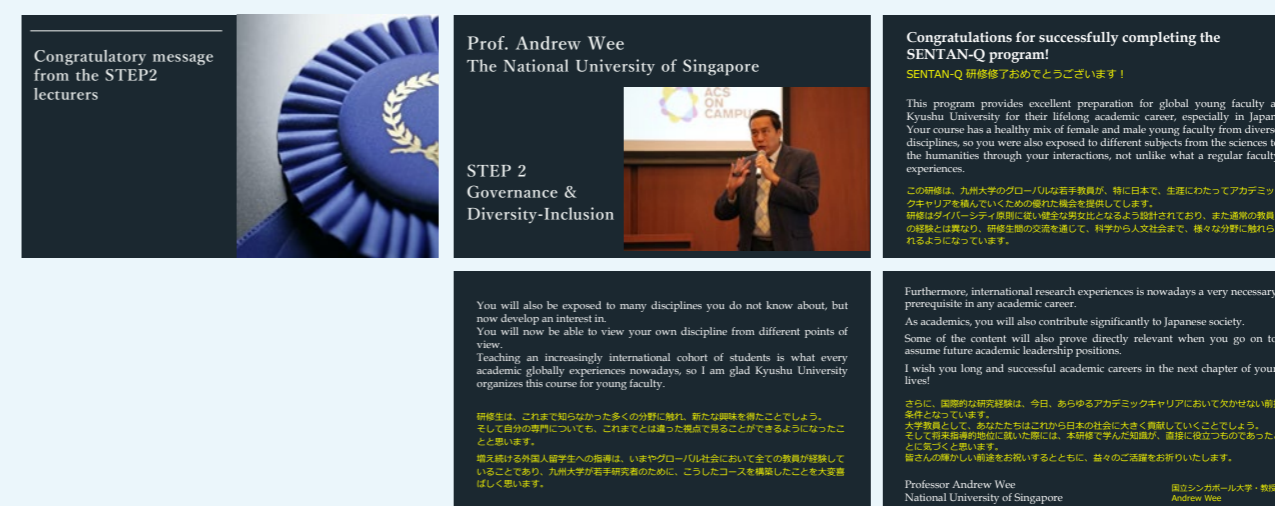 Congratulatory message
from the STEP2
lecturers
Prof. Andrew Wee
The National University of Singapore
ACS
ON
CAMPUS
STEP 2
Governance &
Diversity-Inclusion
Congratulations for successfully completing the
SENTAN-Q program!
SENTAN-Q 研修修了おめでとうございます！
This program provides excellent preparation for global young faculty
Kyushu University for their lifelong academic career, especially in Japan
Your course has a healthy mix of female and male young faculty from diverse
disciplines, so you were also exposed to different subjects from the sciences to
the humanities through your interactions, not unlike what a regular faculty
experiences.
この研修は、九州大学のグローバルな若手教員が、特に日本で、生涯にわたってアカデミッ
クキャリアを積んでいくための優れた機会を提供してします。
研修はダイバーシティ原則に従い健全な男女比となるよう設計されており、また通常の教員
の経験とは異なり、研修生間の交流を通じて、科学から人文社会まで、様々な分野に触れら
れるようになっています。
You will also be exposed to many disciplines you do not know about, but
now develop an interest in.
You will now be able to view your own discipline from different points of
view.
Teaching an increasingly international cohort of students is what every
academic globally experiences nowadays, so I am glad Kyushu University
organizes this course for young faculty.
研修生は、これまで知らなかった多くの分野に触れ、新たな興味を得たことでしょう。
そして自分の専門についても、これまでとは違った視点で見ることができるようになったこ
とと思います。
増え続ける外国人留学生への指導は、いまやグローバル社会において全ての教員が経験して
いることであり、九州大学が若手研究者のために、こうしたコースを構築したことを大変喜
ばしく思います。
Furthermore, international research experiences is nowadays a very necessary
prerequisite in any academic career.
As academics, you will also contribute significantly to Japanese society.
Some of the content will also prove directly relevant when you go on to
assume future academic leadership positions.
I wish you long and successful academic careers in the next chapter of your
lives!
さらに、国際的な研究経験は、今日、あらゆるアカデミックキャリアにおいて欠かせない前提
条件となっています。
大学教員として、あなたたちはこれから日本の社会に大きく貢献していくことでしょう。
そして将来指導的地位に就いた際には、本研修で学んだ知識が、直接に役立つものであったこ
とに気づくと思います。
皆さんの輝かしい前途をお祝いするとともに、益々のご活躍をお祈りいたします。
Professor Andrew Wee
National University of Singapore
国立シンガポール大学・教授
Andrew Wee